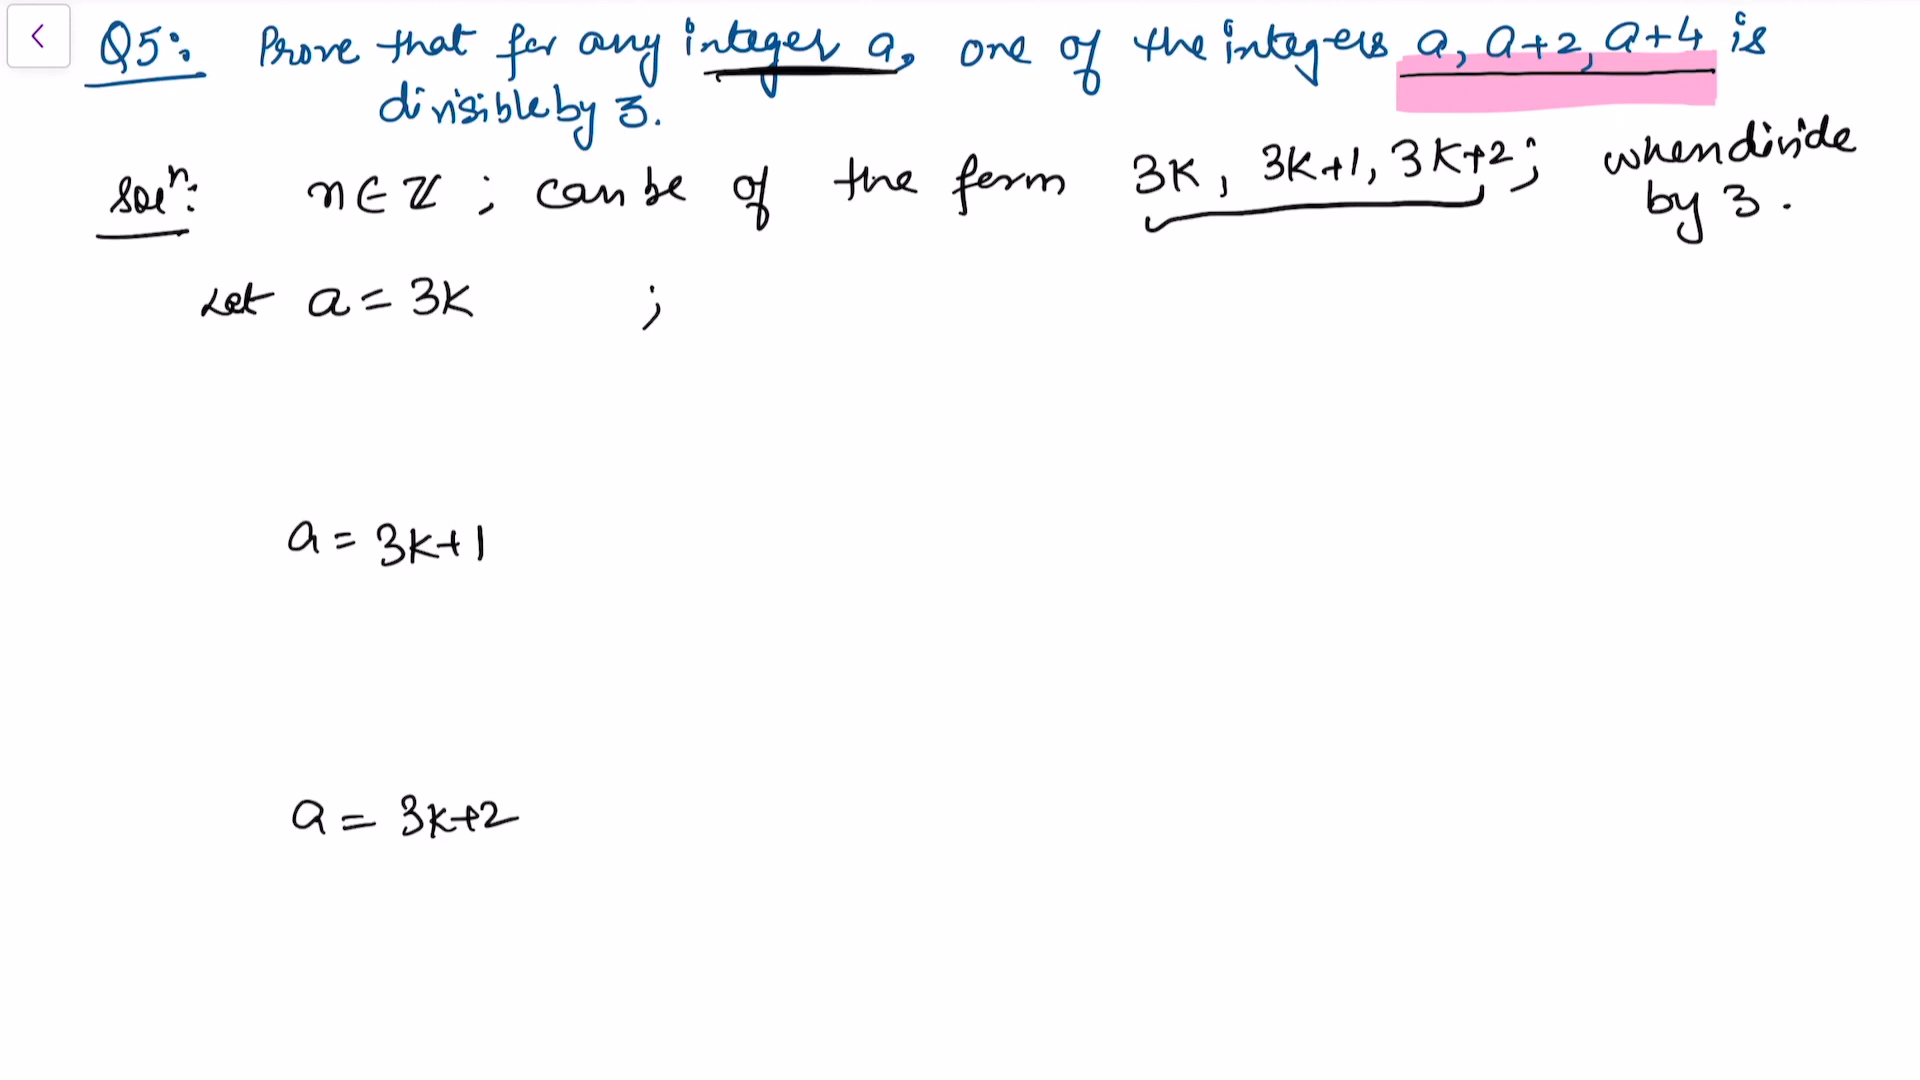 Q5: Prove that for any integer a, one of the integers a, a+2, a+4 is
divisible by 3.
Soln: n∈Z ; can be of the form 3K, 3K+1, 3K+2; when divide
by 3.
Let a = 3K ;
a = 3K+1
a = 3K+2